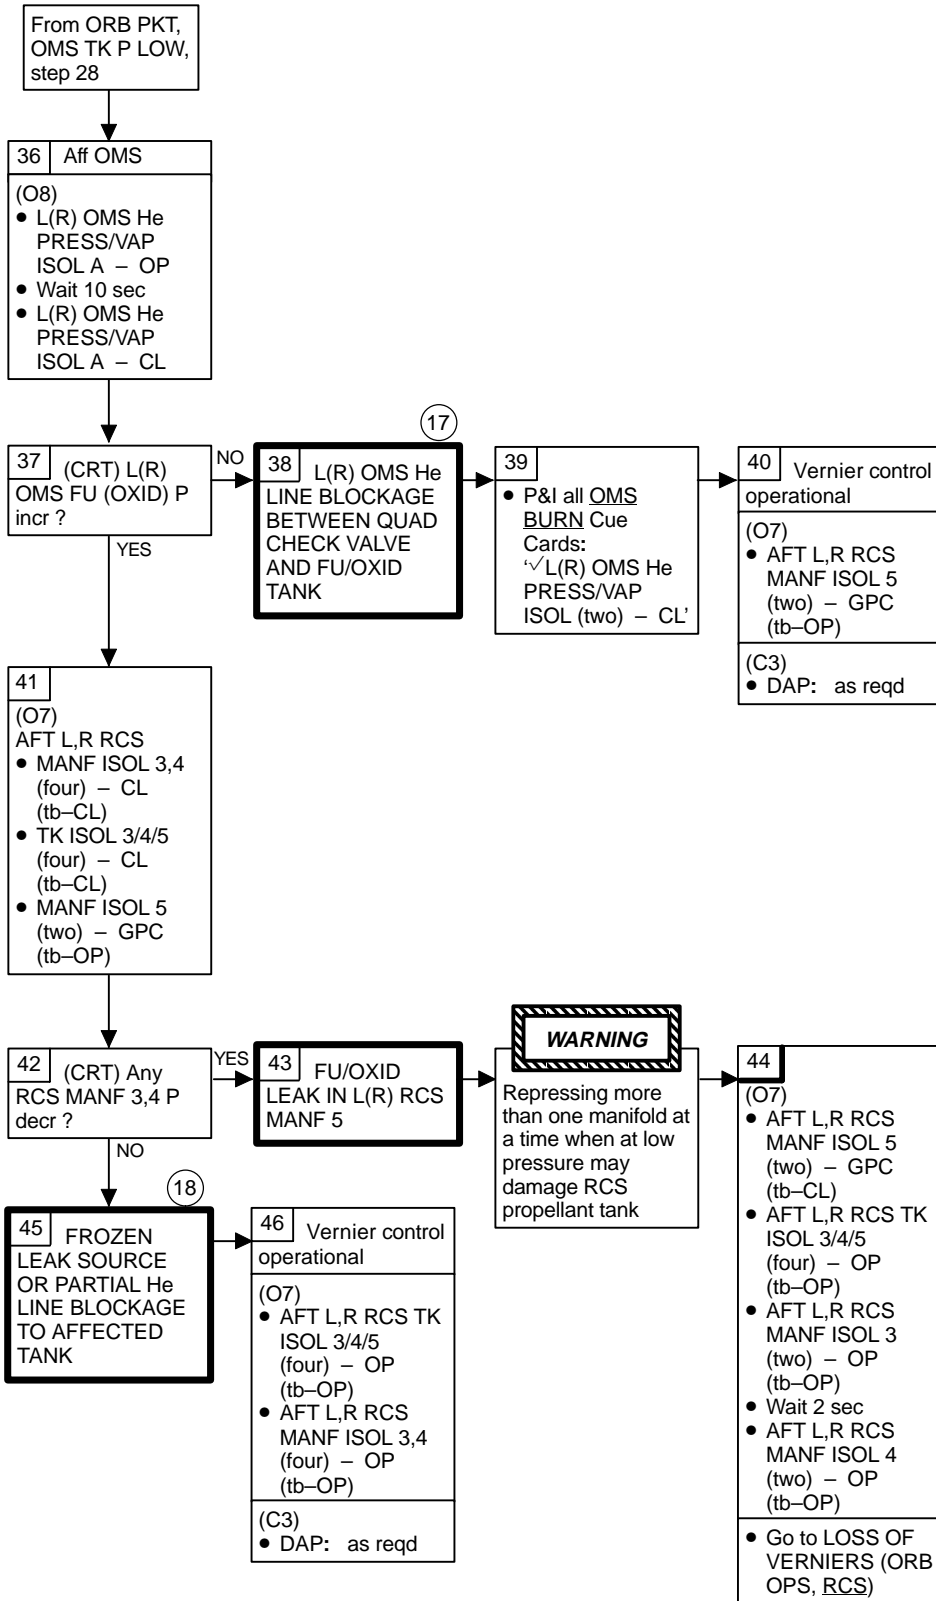 From ORB PKT,
OMS TK P LOW,
step 28
36 Aff OMS
(O8)
• L(R) OMS He
PRESS/VAP
ISOL A – OP
• Wait 10 sec
• L(R) OMS He
PRESS/VAP
ISOL A – CL
37 (CRT) L(R)
OMS FU (OXID) P
incr ?
NO
YES
17
38 L(R) OMS He
LINE BLOCKAGE
BETWEEN QUAD
CHECK VALVE
AND FU/OXID
TANK
39
• P&I all OMS
BURN Cue
Cards:
‘√L(R) OMS He
PRESS/VAP
ISOL (two) – CL’
40 Vernier control
operational
(O7)
• AFT L,R RCS
MANF ISOL 5
(two) – GPC
(tb–OP)
(C3)
• DAP: as reqd
41
(O7)
AFT L,R RCS
• MANF ISOL 3,4
(four) – CL
(tb–CL)
• TK ISOL 3/4/5
(four) – CL
(tb–CL)
• MANF ISOL 5
(two) – GPC
(tb–OP)
42 (CRT) Any
RCS MANF 3,4 P
decr ?
YES
NO
43 FU/OXID
LEAK IN L(R) RCS
MANF 5
WARNING
Repressing more
than one manifold at
a time when at low
pressure may
damage RCS
propellant tank
44
(O7)
• AFT L,R RCS
MANF ISOL 5
(two) – GPC
(tb–CL)
• AFT L,R RCS TK
ISOL 3/4/5
(four) – OP
(tb–OP)
• AFT L,R RCS
MANF ISOL 3
(two) – OP
(tb–OP)
• Wait 2 sec
• AFT L,R RCS
MANF ISOL 4
(two) – OP
(tb–OP)
• Go to LOSS OF
VERNIERS (ORB
OPS, RCS)
18
45 FROZEN
LEAK SOURCE
OR PARTIAL He
LINE BLOCKAGE
TO AFFECTED
TANK
46 Vernier control
operational
(O7)
• AFT L,R RCS TK
ISOL 3/4/5
(four) – OP
(tb–OP)
• AFT L,R RCS
MANF ISOL 3,4
(four) – OP
(tb–OP)
(C3)
• DAP: as reqd